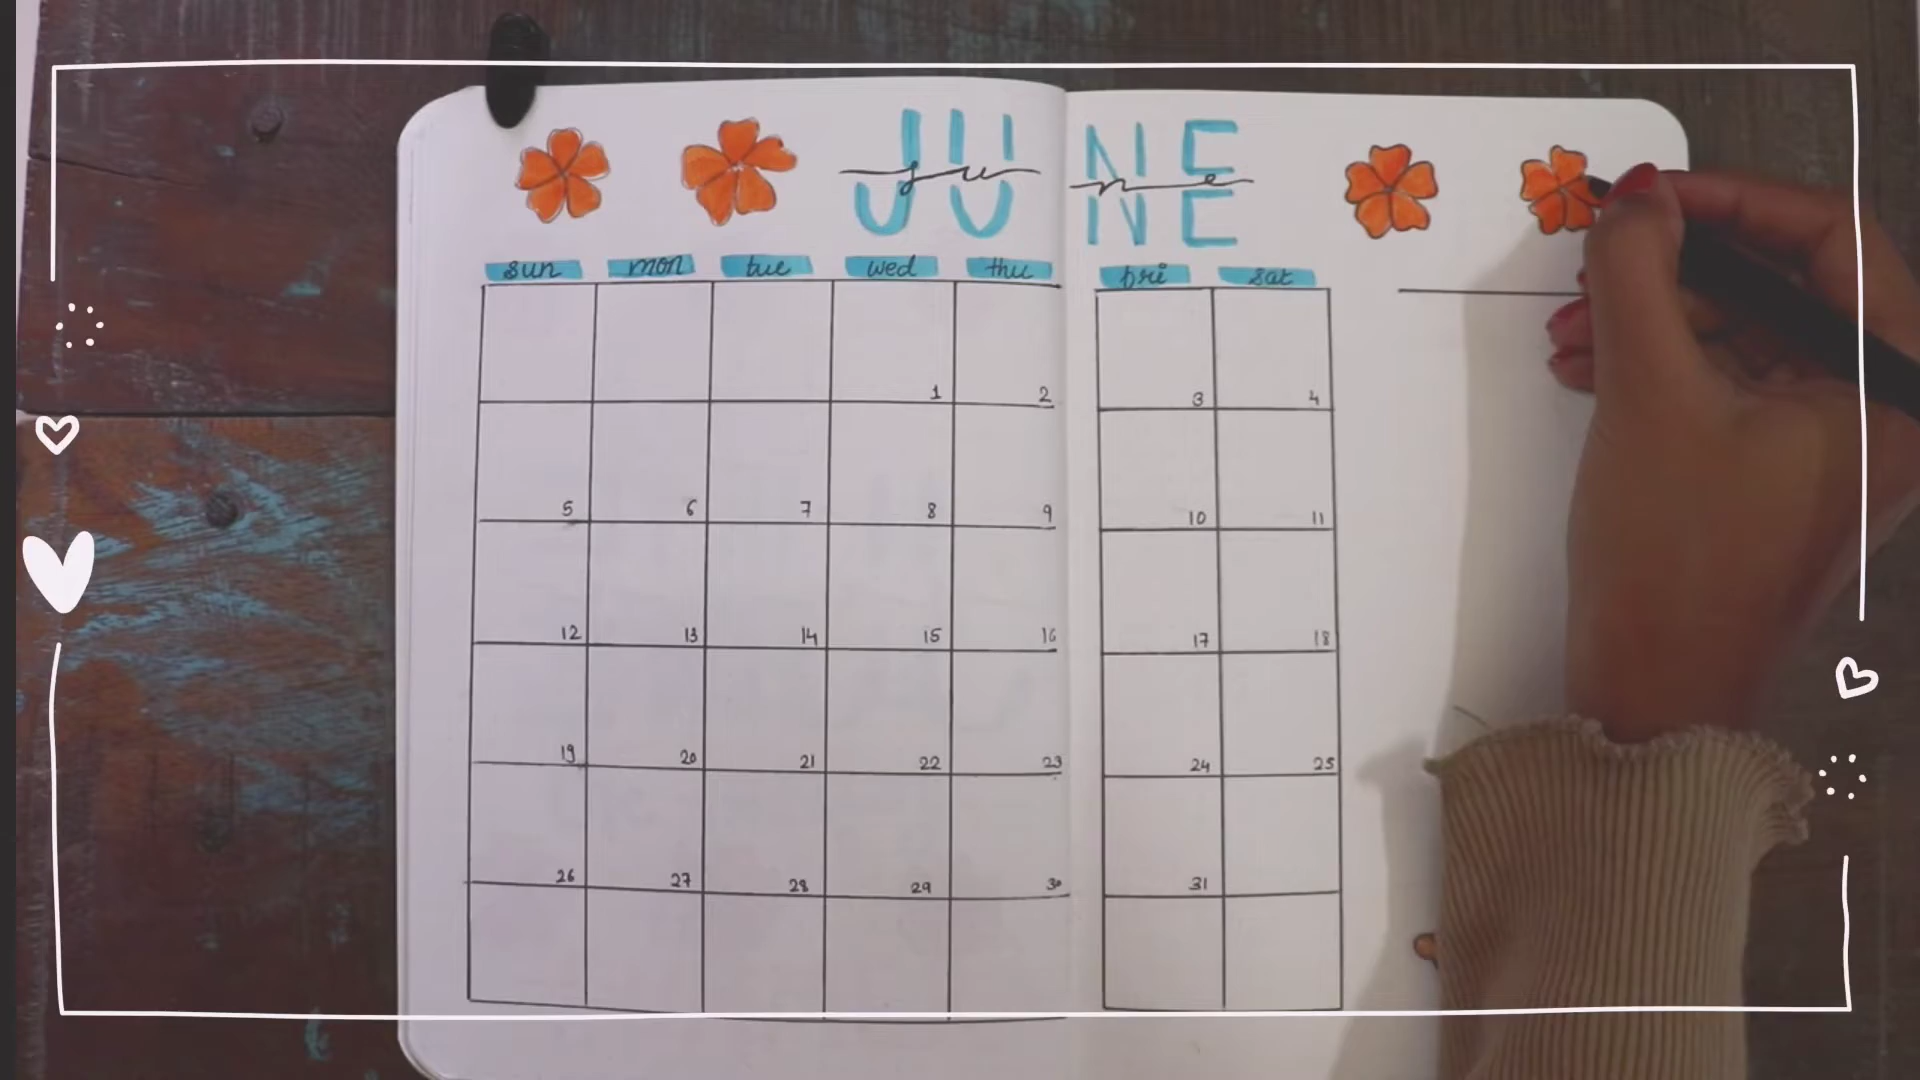 JUNE
june
sun mon tue wed thu fri sat
1 2 3 4
5 6 7 8 9 10 11
12 13 14 15 16 17 18
19 20 21 22 23 24 25
26 27 28 29 30 31